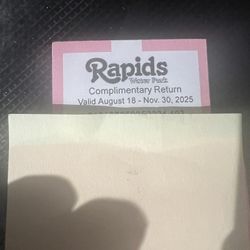 Rapids
Water Park
Complimentary Return
Valid August 18 - Nov. 30, 2025